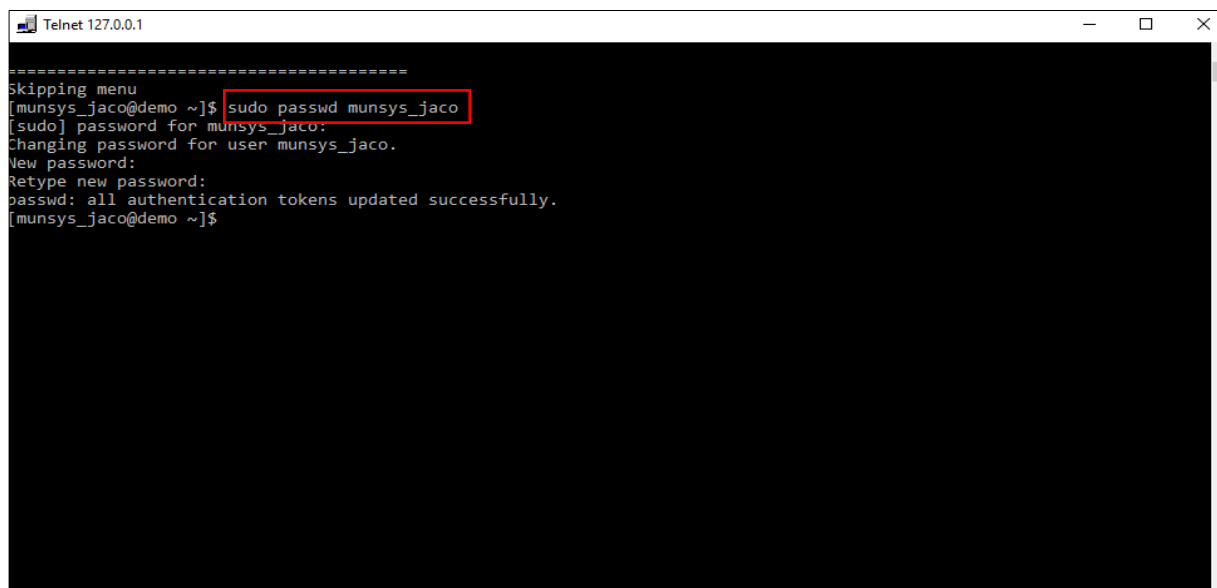 Telnet 127.0.0.1
=========================================
Skipping menu
[munsys_jaco@demo ~]$ sudo passwd munsys_jaco
[sudo] password for munsys_jaco:
Changing password for user munsys_jaco.
New password:
Retype new password:
passwd: all authentication tokens updated successfully.
[munsys_jaco@demo ~]$